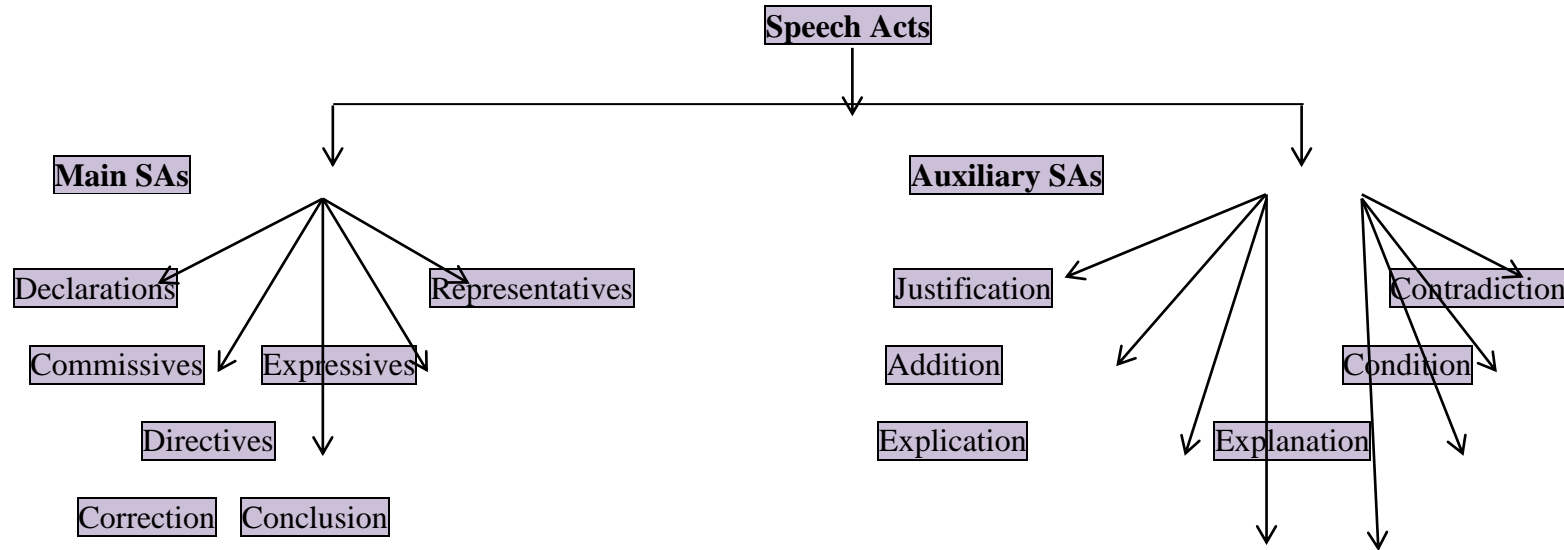 Speech Acts
Main SAs Auxiliary SAs
Declarations Representatives Justification Contradiction
Commissives Expressives Addition Condition
Directives Explication Explanation
Correction Conclusion